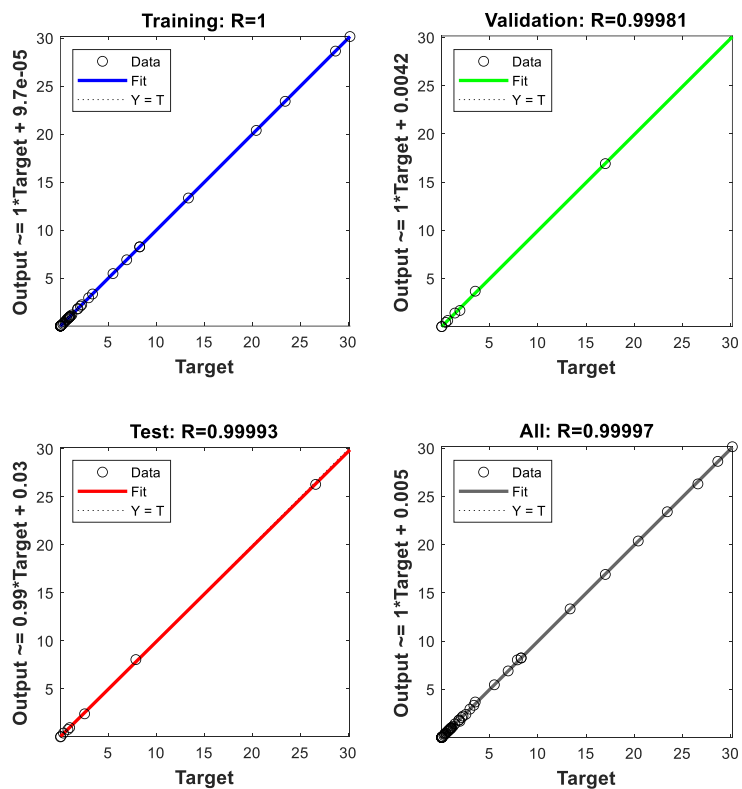 Training: R=1
Output ~= 1*Target + 9.7e-05
30
25
20
15
10
5
Data
Fit
Y = T
5 10 15 20 25 30
Target
Validation: R=0.99981
Output ~= 1*Target + 0.0042
30
25
20
15
10
5
Data
Fit
Y = T
5 10 15 20 25 30
Target
Test: R=0.99993
Output ~= 0.99*Target + 0.03
30
25
20
15
10
5
Data
Fit
Y = T
0 5 10 15 20 25 30
Target
All: R=0.99997
Output ~= 1*Target + 0.005
30
25
20
15
10
5
Data
Fit
Y = T
5 10 15 20 25 30
Target